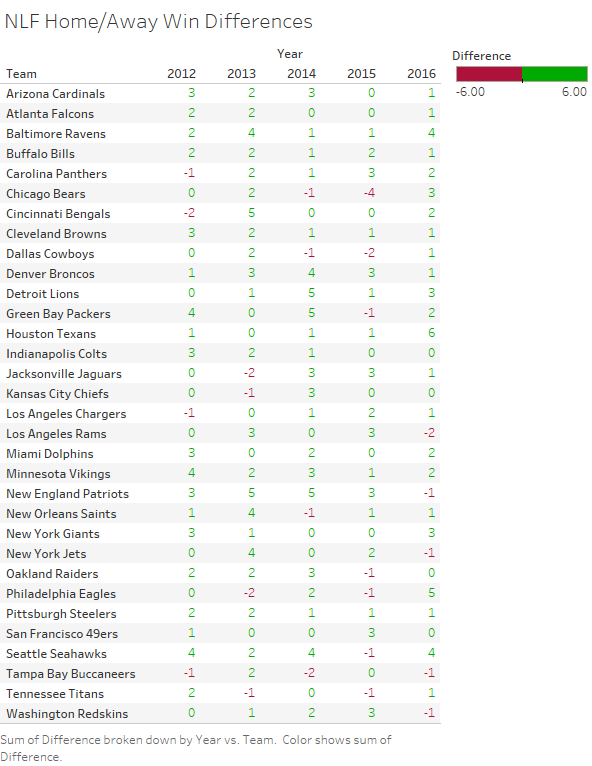 NLF Home/Away Win Differences
Year
Team 2012 2013 2014 2015 2016
Arizona Cardinals 3 2 3 0 1
Atlanta Falcons 2 2 0 0 1
Baltimore Ravens 2 4 1 1 4
Buffalo Bills 2 2 1 2 1
Carolina Panthers -1 2 1 3 2
Chicago Bears 0 2 -1 -4 3
Cincinnati Bengals -2 5 0 0 2
Cleveland Browns 3 2 1 1 1
Dallas Cowboys 0 2 -1 -2 1
Denver Broncos 1 3 4 3 1
Detroit Lions 0 1 5 1 3
Green Bay Packers 4 0 5 -1 2
Houston Texans 1 0 1 1 6
Indianapolis Colts 3 2 1 0 0
Jacksonville Jaguars 0 -2 3 3 1
Kansas City Chiefs 0 -1 3 0 0
Los Angeles Chargers -1 0 1 2 1
Los Angeles Rams 0 3 0 3 -2
Miami Dolphins 3 0 2 0 2
Minnesota Vikings 4 2 3 1 2
New England Patriots 3 5 5 3 -1
New Orleans Saints 1 4 -1 1 1
New York Giants 3 1 0 0 3
New York Jets 0 4 0 2 -1
Oakland Raiders 2 2 3 -1 0
Philadelphia Eagles 0 -2 2 -1 5
Pittsburgh Steelers 2 2 1 1 1
San Francisco 49ers 1 0 0 3 0
Seattle Seahawks 4 2 4 -1 4
Tampa Bay Buccaneers -1 2 -2 0 -1
Tennessee Titans 2 -1 0 -1 1
Washington Redskins 0 1 2 3 -1
Sum of Difference broken down by Year vs. Team. Color shows sum of
Difference.
Difference
-6.00 6.00